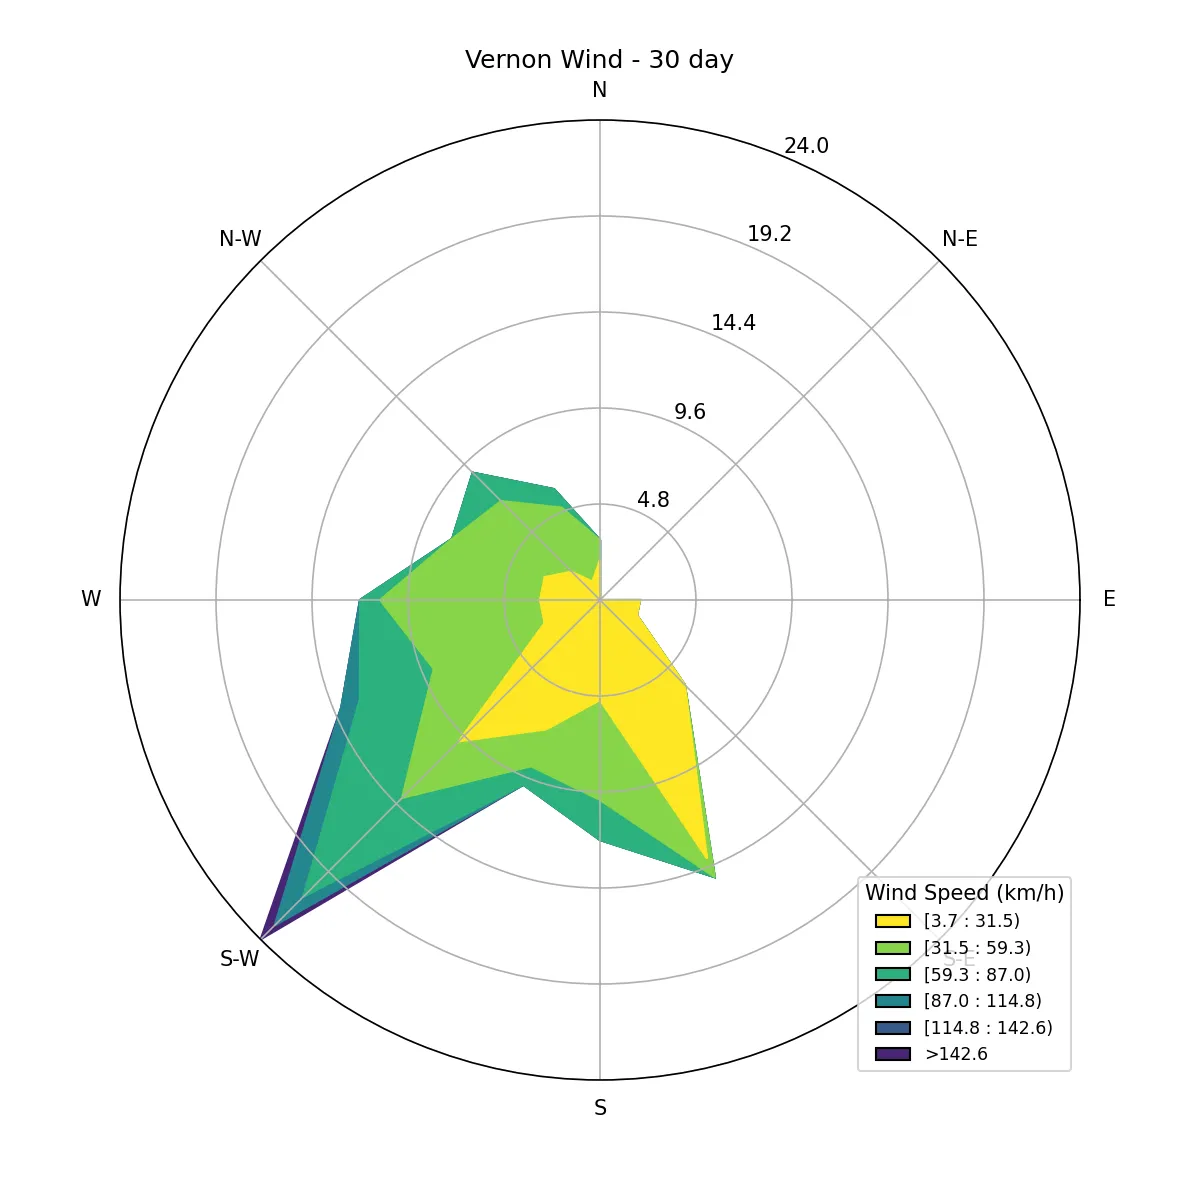 Vernon Wind - 30 day
N
24.0
19.2
N-W
N-E
14.4
9.6
4.8
W
E
S-W
S-E
Wind Speed (km/h)
[3.7 : 31.5)
[31.5 : 59.3)
[59.3 : 87.0)
[87.0 : 114.8)
[114.8 : 142.6)
>142.6
S